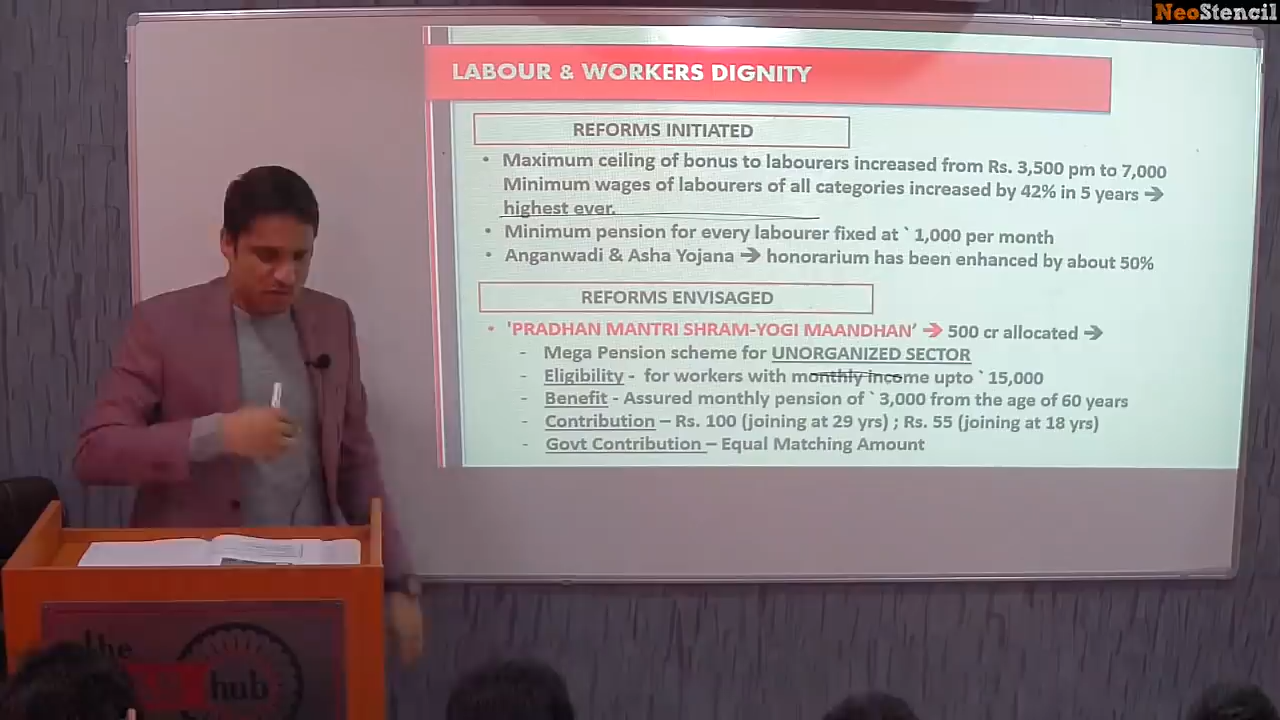 NeoStencil
LABOUR & WORKERS DIGNITY
REFORMS INITIATED
• Maximum ceiling of bonus to labourers increased from Rs. 3,500 pm to 7,000
Minimum wages of labourers of all categories increased by 42% in 5 years →
highest ever.
• Minimum pension for every labourer fixed at ` 1,000 per month
• Anganwadi & Asha Yojana → honorarium has been enhanced by about 50%
REFORMS ENVISAGED
• 'PRADHAN MANTRI SHRAM-YOGI MAANDHAN' → 500 cr allocated →
- Mega Pension scheme for UNORGANIZED SECTOR
- Eligibility - for workers with monthly income upto ` 15,000
- Benefit - Assured monthly pension of ` 3,000 from the age of 60 years
- Contribution – Rs. 100 (joining at 29 yrs) ; Rs. 55 (joining at 18 yrs)
- Govt Contribution – Equal Matching Amount
the
hub